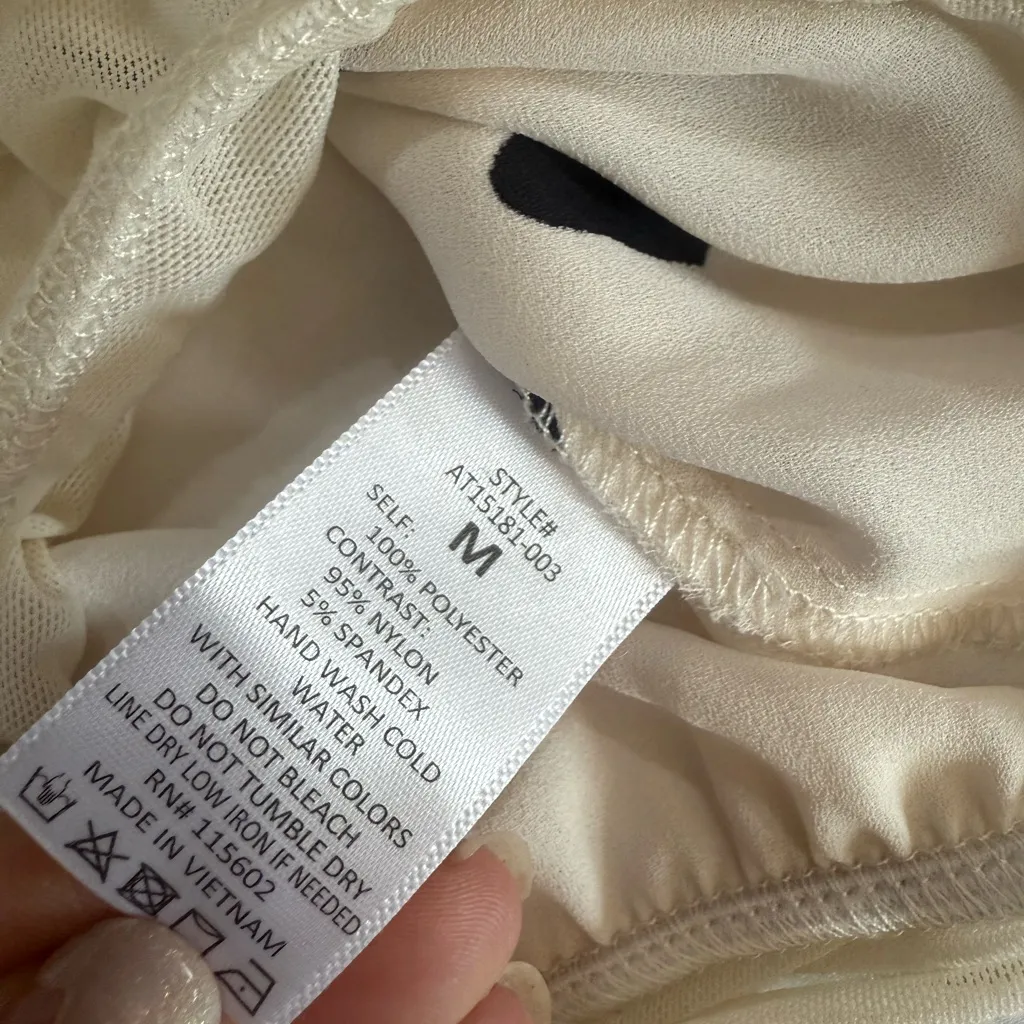 STYLE#
AT15181-003
M
SELF:
100% POLYESTER
CONTRAST:
95% NYLON
5% SPANDEX
HAND WASH COLD
WATER
WITH SIMILAR COLORS
DO NOT BLEACH
DO NOT TUMBLE DRY
LINE DRY LOW IRON IF NEEDED
RN# 115602
MADE IN VIETNAM